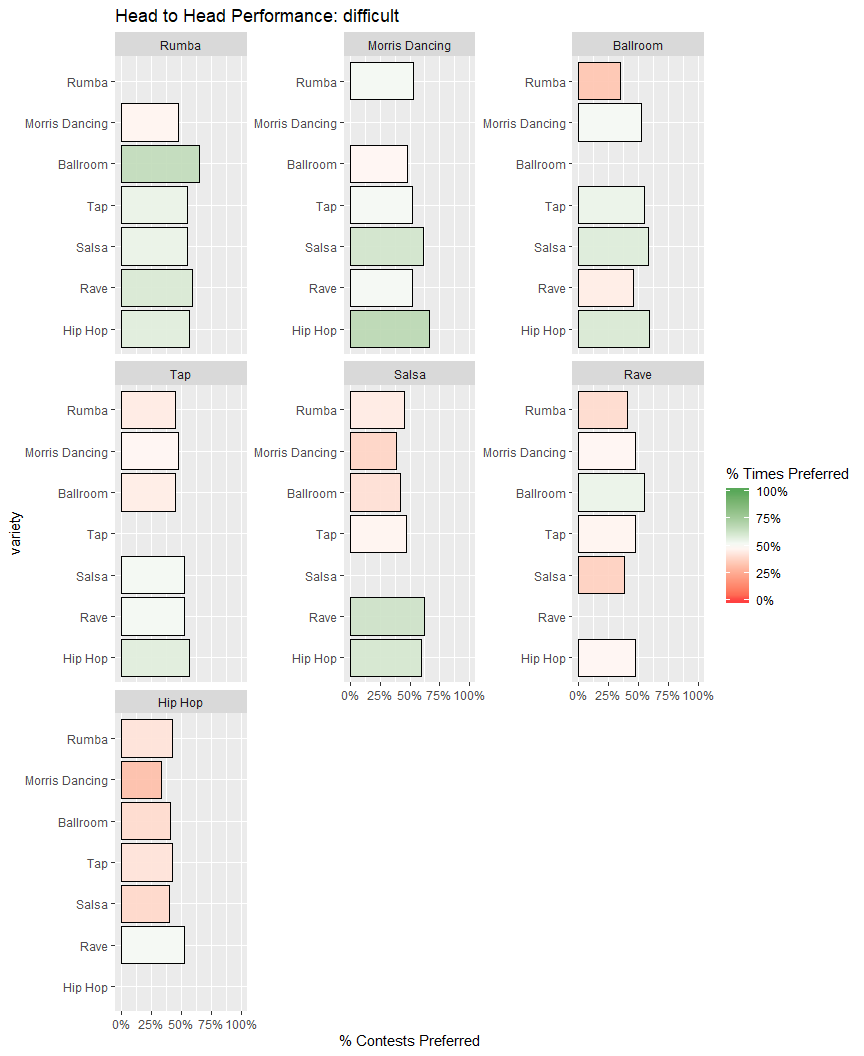 Head to Head Performance: difficult
Rumba
Morris Dancing
Ballroom
Rumba
Morris Dancing
Ballroom
Tap
Salsa
Rave
Hip Hop
Rumba
Morris Dancing
Ballroom
Tap
Salsa
Rave
Hip Hop
Rumba
Morris Dancing
Ballroom
Tap
Salsa
Rave
Hip Hop
Tap
Salsa
Rave
Rumba
Morris Dancing
Ballroom
Tap
Salsa
Rave
Hip Hop
Rumba
Morris Dancing
Ballroom
Tap
Salsa
Rave
Hip Hop
0% 25% 50% 75% 100%
Rumba
Morris Dancing
Ballroom
Tap
Salsa
Rave
Hip Hop
0% 25% 50% 75% 100%
Hip Hop
Rumba
Morris Dancing
Ballroom
Tap
Salsa
Rave
Hip Hop
0% 25% 50% 75% 100%
variety
% Contests Preferred
% Times Preferred
100%
75%
50%
25%
0%